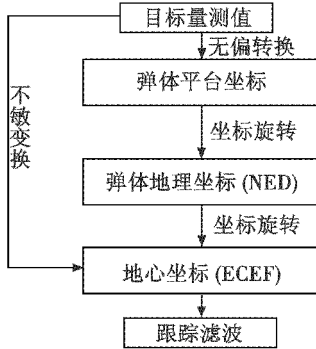 目标量测值
无偏转换
弹体平台坐标
坐标旋转
弹体地理坐标 (NED)
坐标旋转
地心坐标 (ECEF)
跟踪滤波
不敏变换